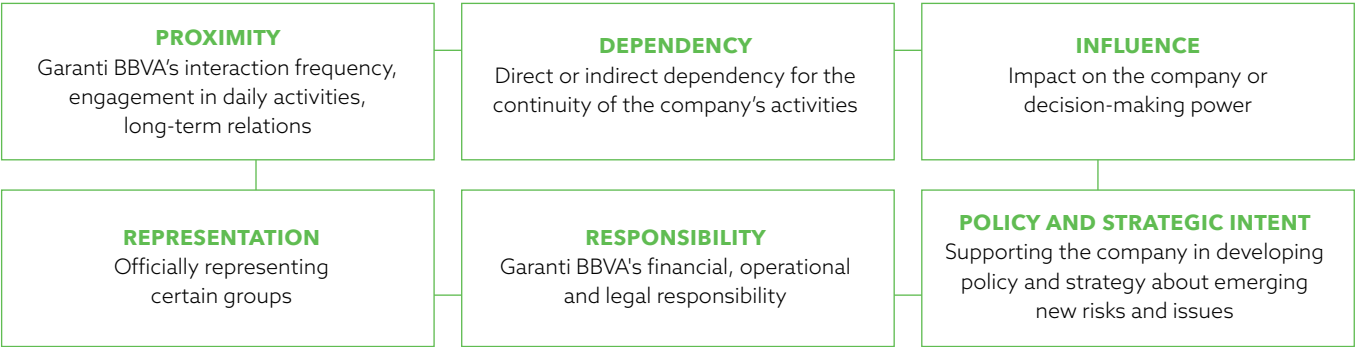 PROXIMITY
Garanti BBVA’s interaction frequency,
engagement in daily activities,
long-term relations
DEPENDENCY
Direct or indirect dependency for the
continuity of the company’s activities
INFLUENCE
Impact on the company or
decision-making power
REPRESENTATION
Officially representing
certain groups
RESPONSIBILITY
Garanti BBVA's financial, operational
and legal responsibility
POLICY AND STRATEGIC INTENT
Supporting the company in developing
policy and strategy about emerging
new risks and issues